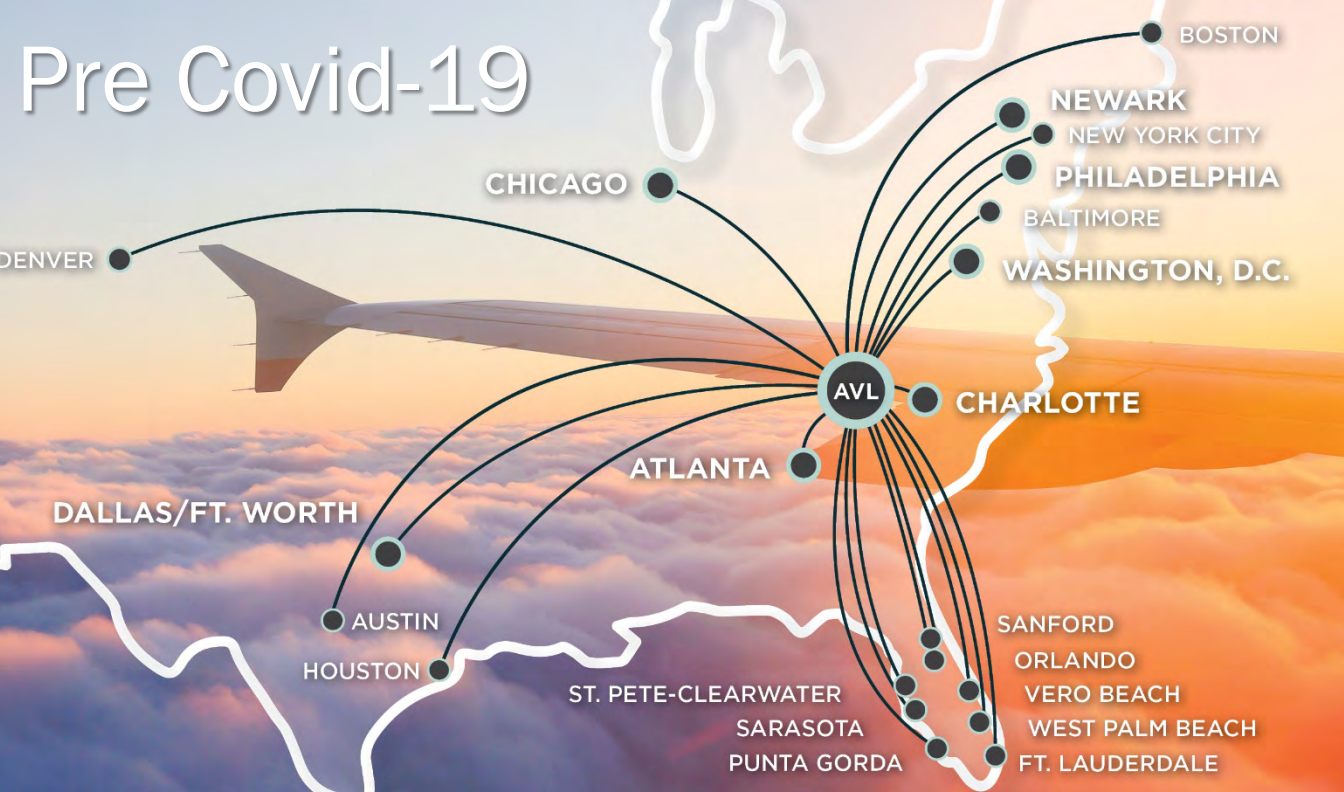 Pre Covid-19
BOSTON
NEWARK
NEW YORK CITY
PHILADELPHIA
CHICAGO
BALTIMORE
DENVER
WASHINGTON, D.C.
AVL
CHARLOTTE
ATLANTA
DALLAS/FT. WORTH
AUSTIN
SANFORD
ORLANDO
HOUSTON
ST. PETE-CLEARWATER
VERO BEACH
SARASOTA
WEST PALM BEACH
PUNTA GORDA
FT. LAUDERDALE